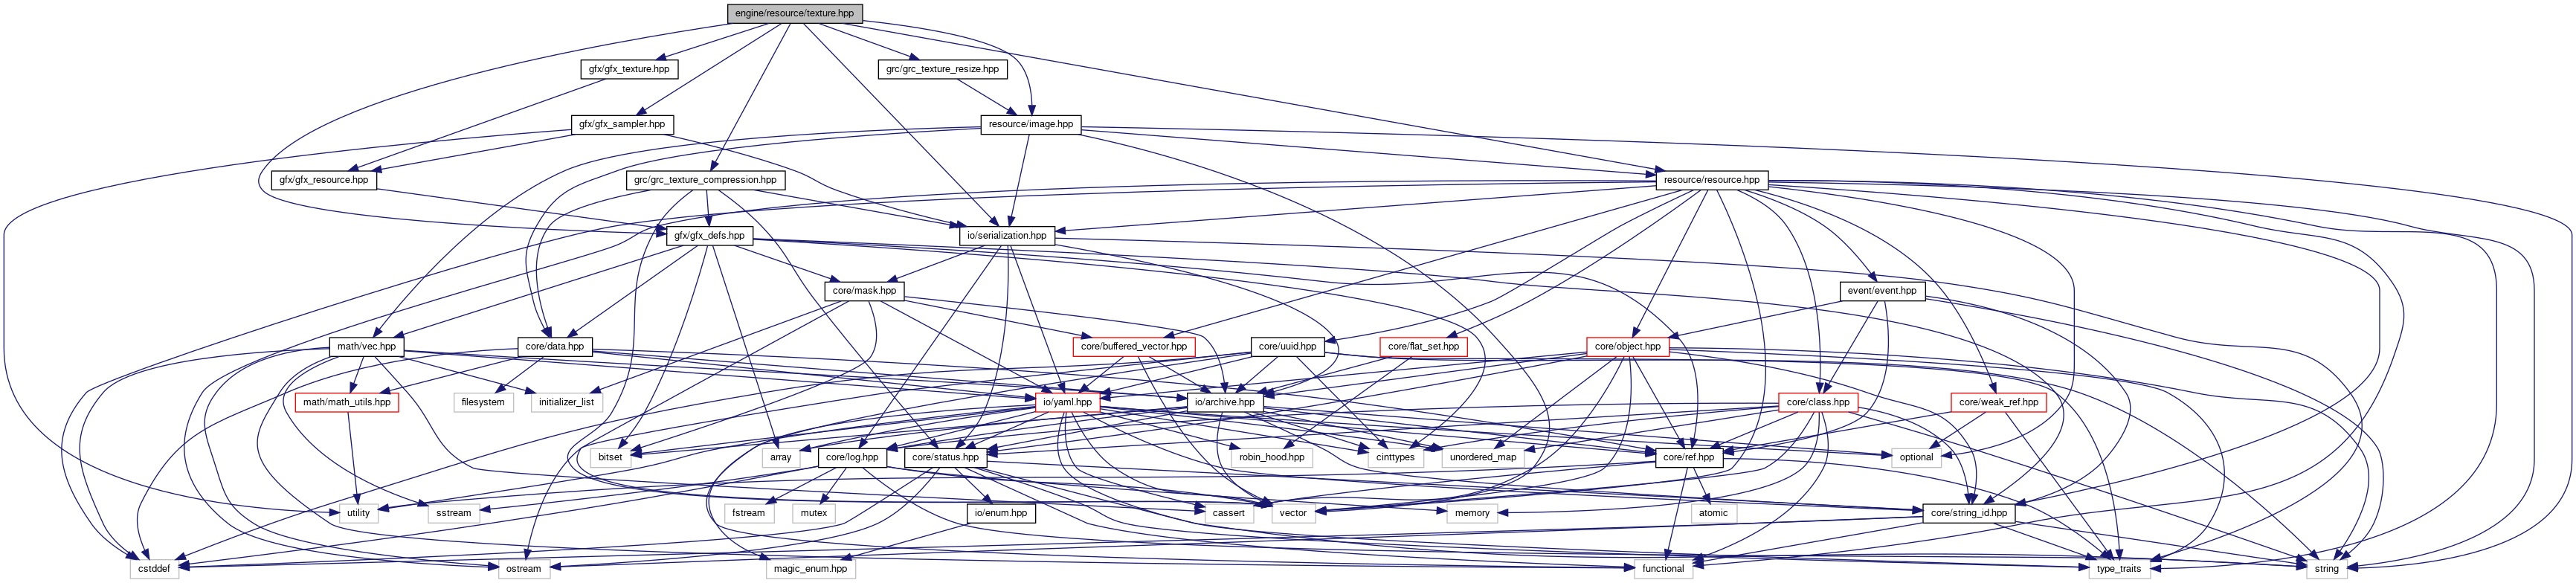 engine/resource/texture.hpp
gfx/gfx_texture.hpp
grc/grc_texture_resize.hpp
gfx/gfx_sampler.hpp
resource/image.hpp
gfx/gfx_resource.hpp
grc/grc_texture_compression.hpp
resource/resource.hpp
gfx/gfx_defs.hpp
io/serialization.hpp
core/mask.hpp
event/event.hpp
math/vec.hpp
core/data.hpp
core/buffered_vector.hpp
core/uuid.hpp
core/flat_set.hpp
core/object.hpp
math/math_utils.hpp
filesystem
initializer_list
io/yaml.hpp
io/archive.hpp
core/class.hpp
core/weak_ref.hpp
bitset
array
core/log.hpp
core/status.hpp
robin_hood.hpp
cinttypes
unordered_map
core/ref.hpp
optional
utility
sstream
fstream
mutex
io/enum.hpp
cassert
vector
memory
atomic
core/string_id.hpp
cstddef
ostream
magic_enum.hpp
functional
type_traits
string